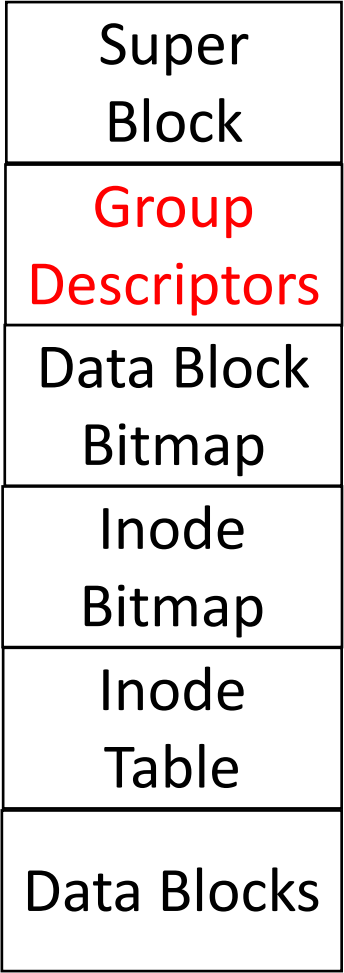 Super
Block
Group
Descriptors
Data Block
Bitmap
Inode
Bitmap
Inode
Table
Data Blocks